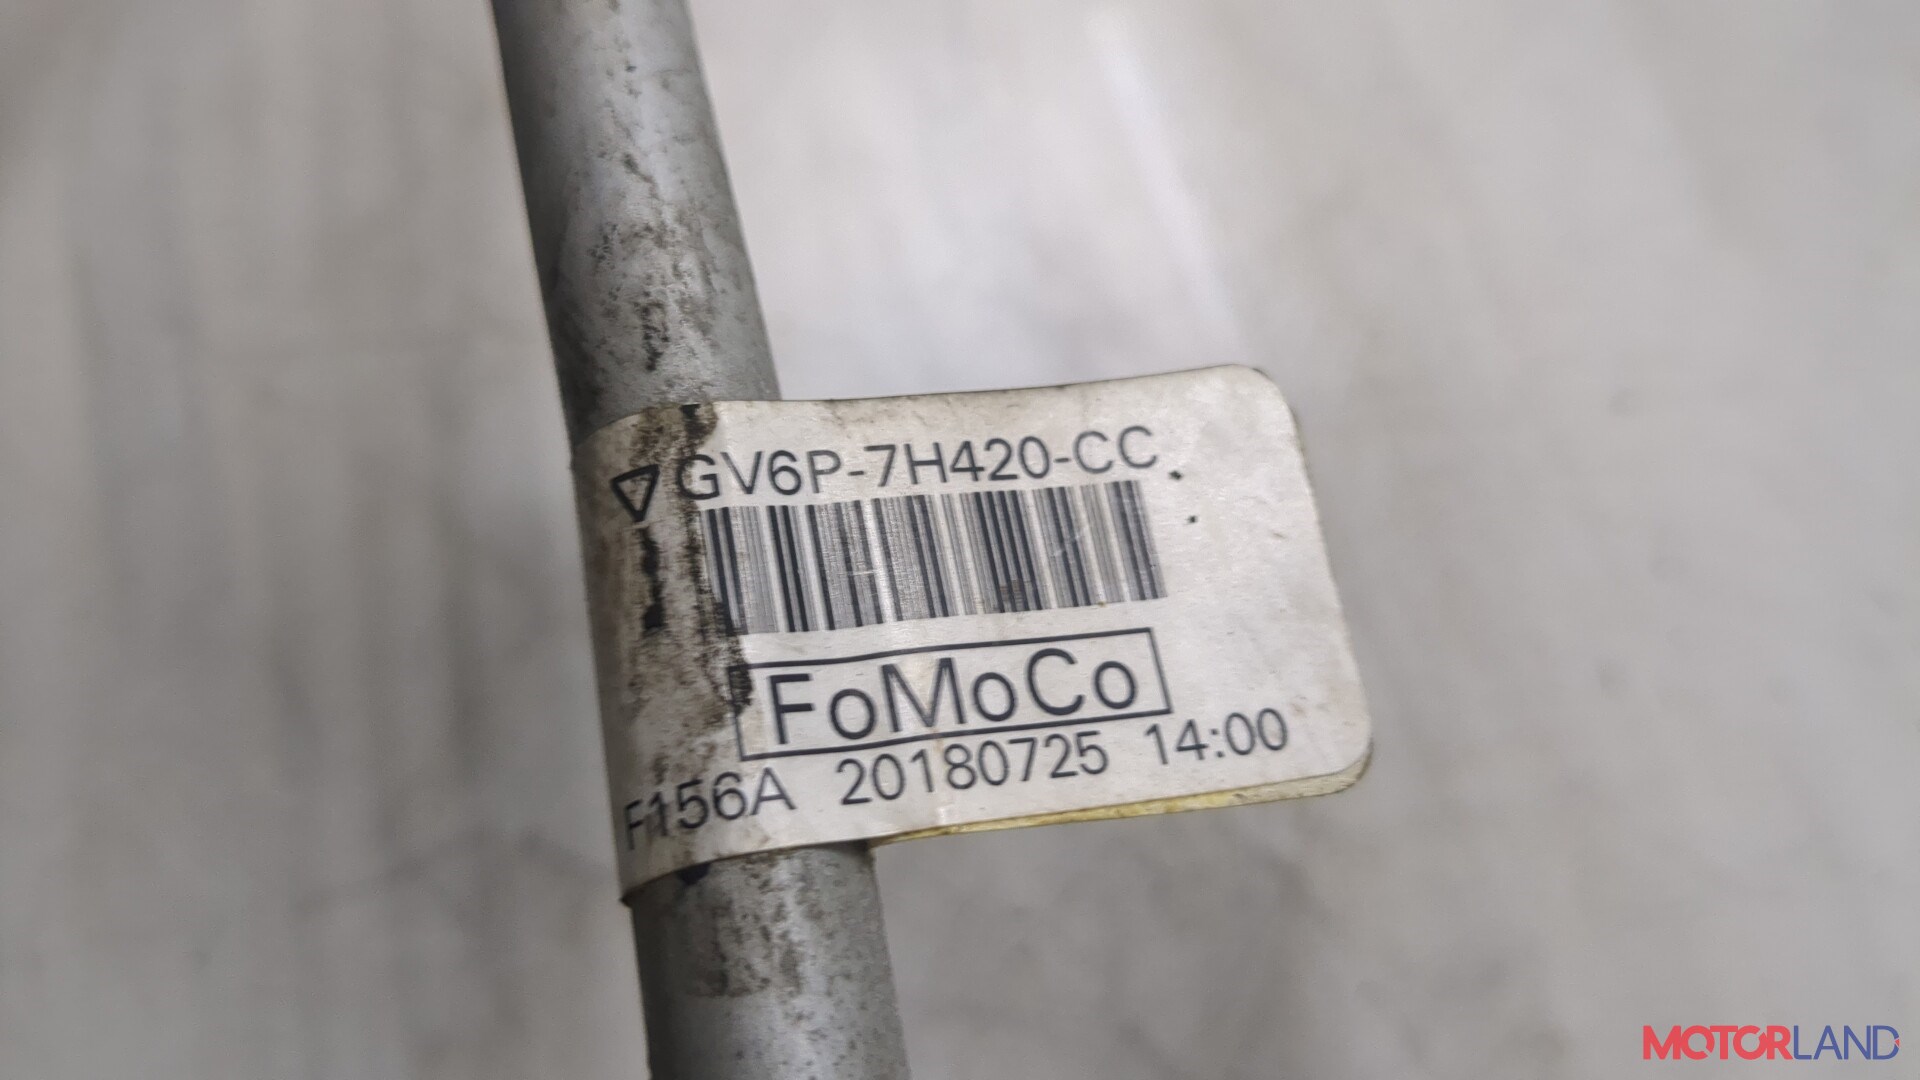 GV6P-7H420-CC
FoMoCo
F156A 20180725 14:00
MOTORLAND